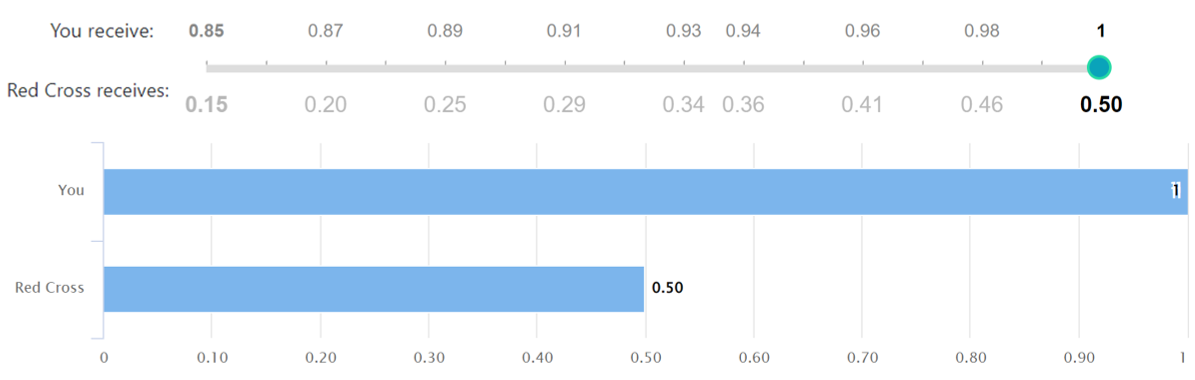 You receive: 0.85 0.87 0.89 0.91 0.93 0.94 0.96 0.98 1
Red Cross receives: 0.15 0.20 0.25 0.29 0.34 0.36 0.41 0.46 0.50
You 1
Red Cross 0.50
0 0.10 0.20 0.30 0.40 0.50 0.60 0.70 0.80 0.90 1